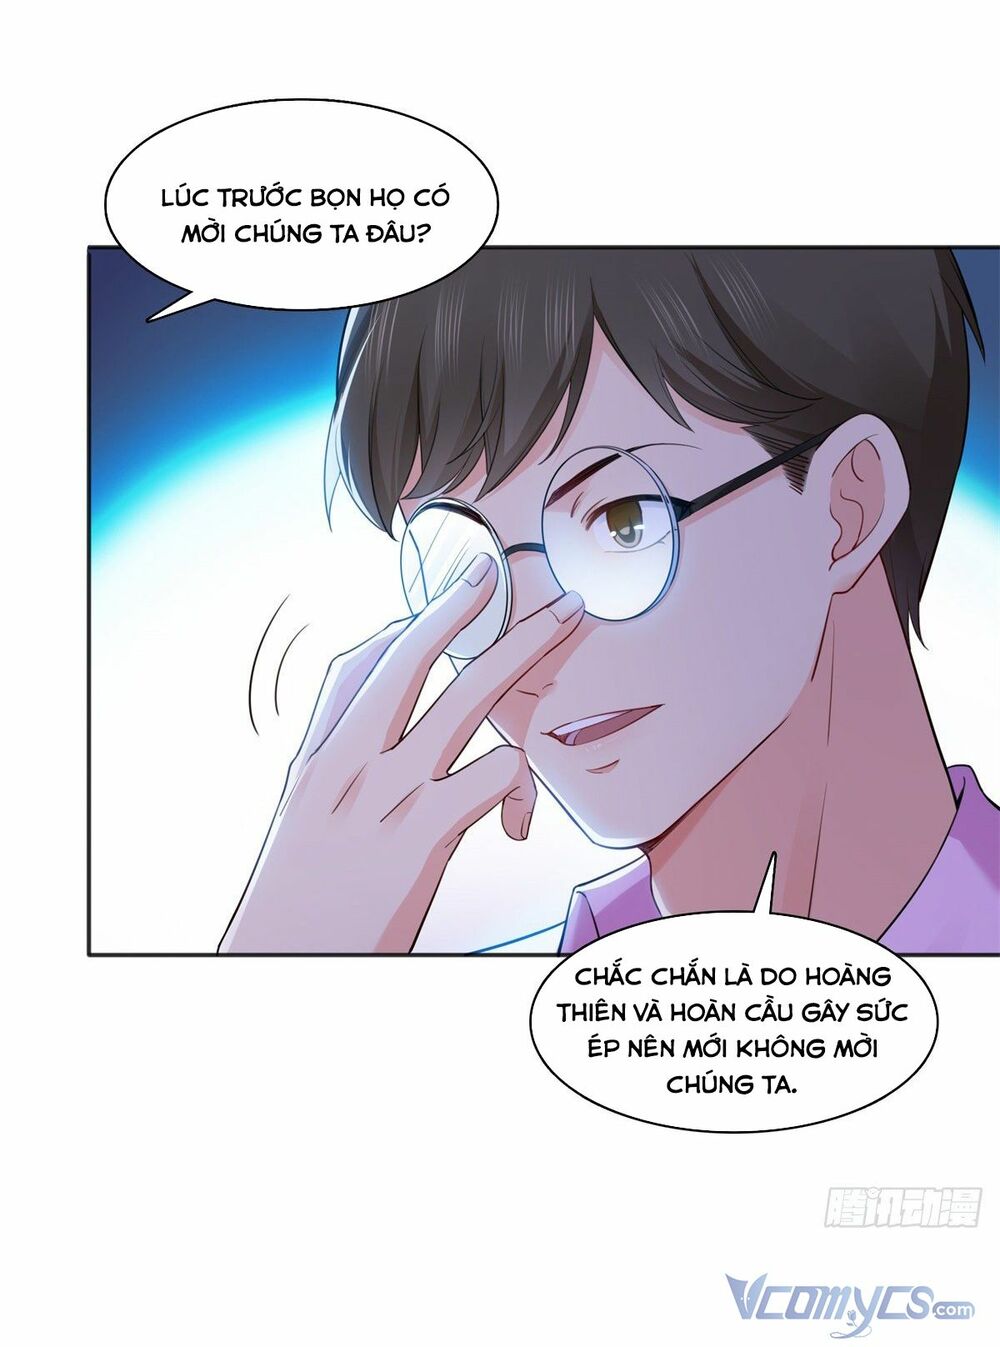 LÚC TRƯỚC BỌN HỌ CÓ
MỜI CHÚNG TA ĐÂU?
CHẮC CHẮN LÀ DO HOÀNG
THIÊN VÀ HOÀN CẦU GÂY SỨC
ÉP NÊN MỚI KHÔNG MỜI
CHÚNG TA.
腾讯动漫
Vcomycs.com